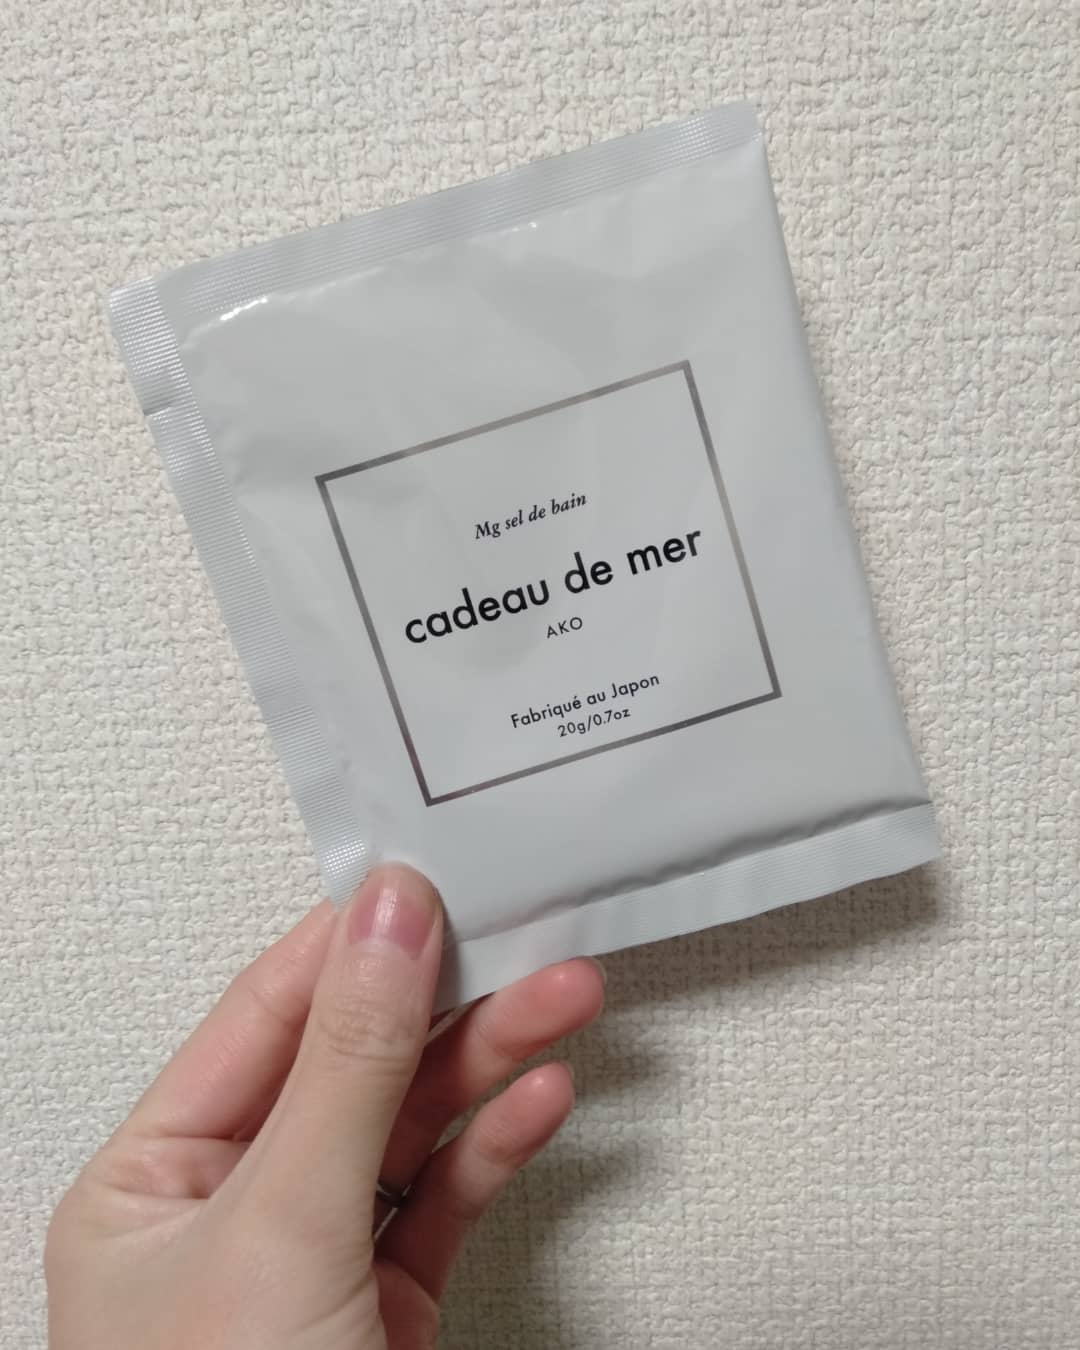 Mg sel de bain
cadeau de mer
AKO
Fabriqué au Japon
20g/0.7oz